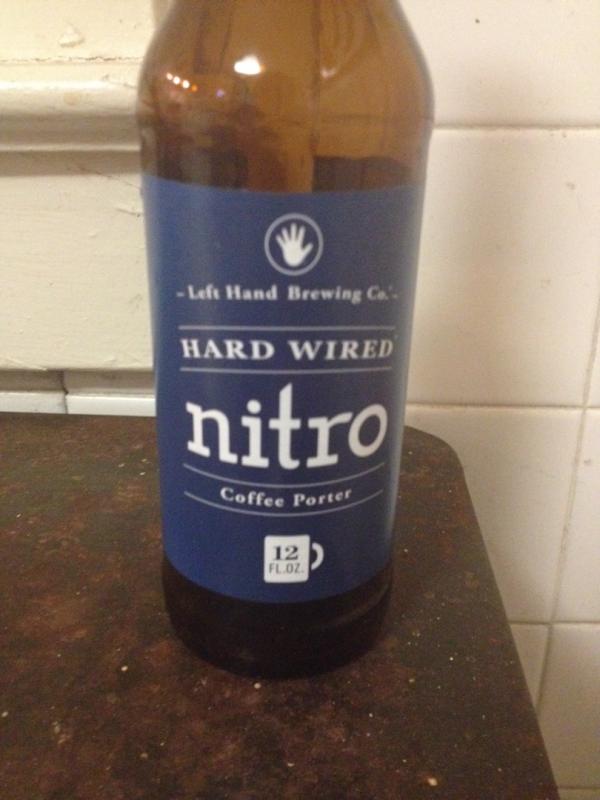 - Left Hand Brewing Co. -
HARD WIRED
nitro
Coffee Porter
12
FL.OZ.